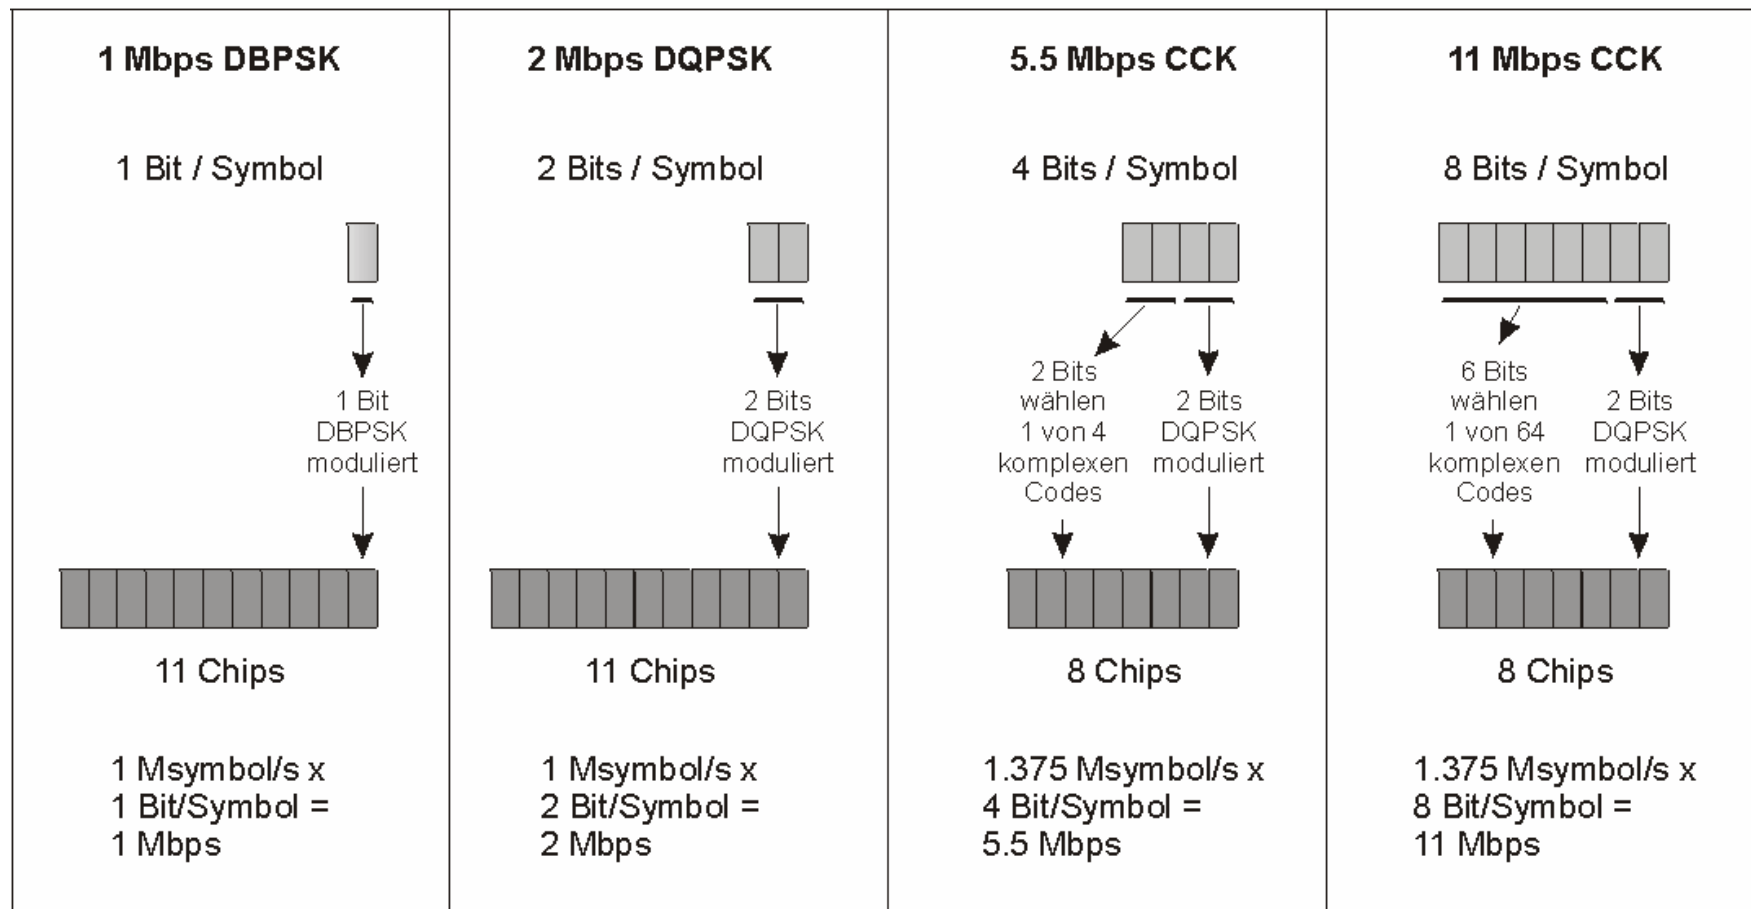 1 Mbps DBPSK
1 Bit / Symbol
1 Bit
DBPSK
moduliert
11 Chips
1 Msymbol/s x
1 Bit/Symbol =
1 Mbps
2 Mbps DQPSK
2 Bits / Symbol
2 Bits
DQPSK
moduliert
11 Chips
1 Msymbol/s x
2 Bit/Symbol =
2 Mbps
5.5 Mbps CCK
4 Bits / Symbol
2 Bits
wählen
1 von 4
komplexen
Codes
2 Bits
DQPSK
moduliert
8 Chips
1.375 Msymbol/s x
4 Bit/Symbol =
5.5 Mbps
11 Mbps CCK
8 Bits / Symbol
6 Bits
wählen
1 von 64
komplexen
Codes
2 Bits
DQPSK
moduliert
8 Chips
1.375 Msymbol/s x
8 Bit/Symbol =
11 Mbps